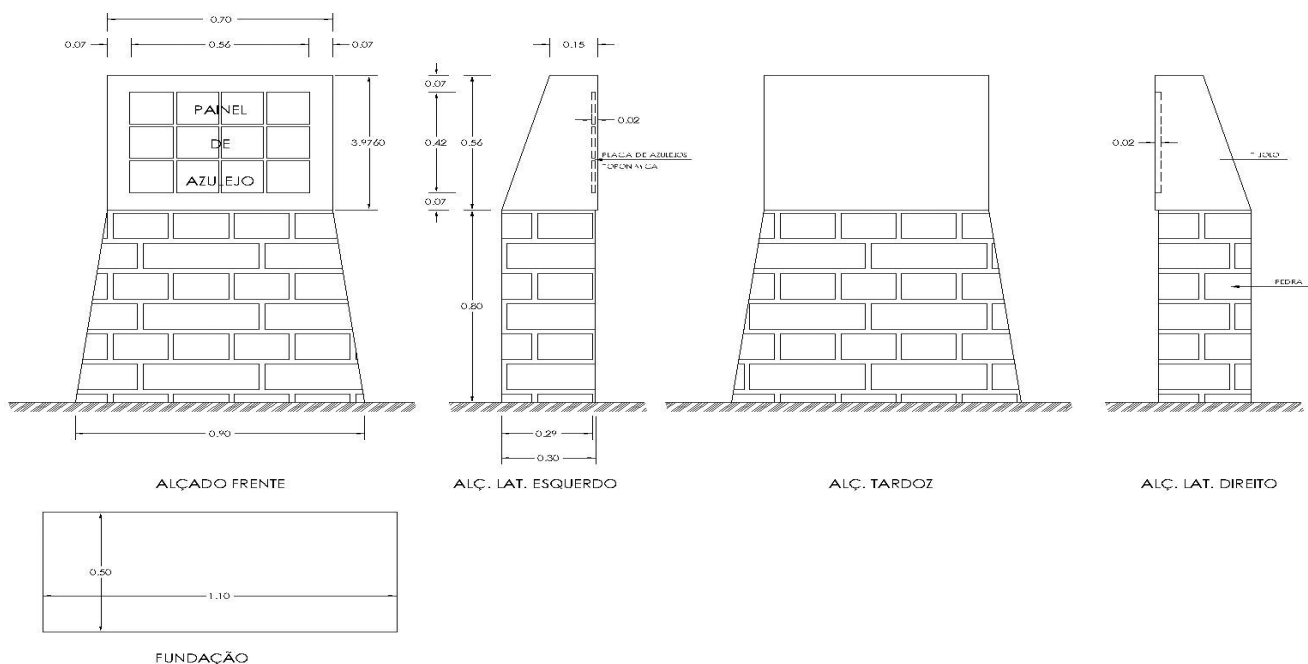 0.70
0.07
0.56
0.07
PAINEL
DE
AZULEJO
3.9760
0.90
ALÇADO FRENTE
0.15
0.07
0.42
0.07
0.56
0.02
PLACA DE AZULEJOS
0.80
0.29
0.30
ALÇ. LAT. ESQUERDO
ALÇ. TARDOZ
0.02
PEDRA
ALÇ. LAT. DIREITO
0.50
1.10
FUNDAÇÃO